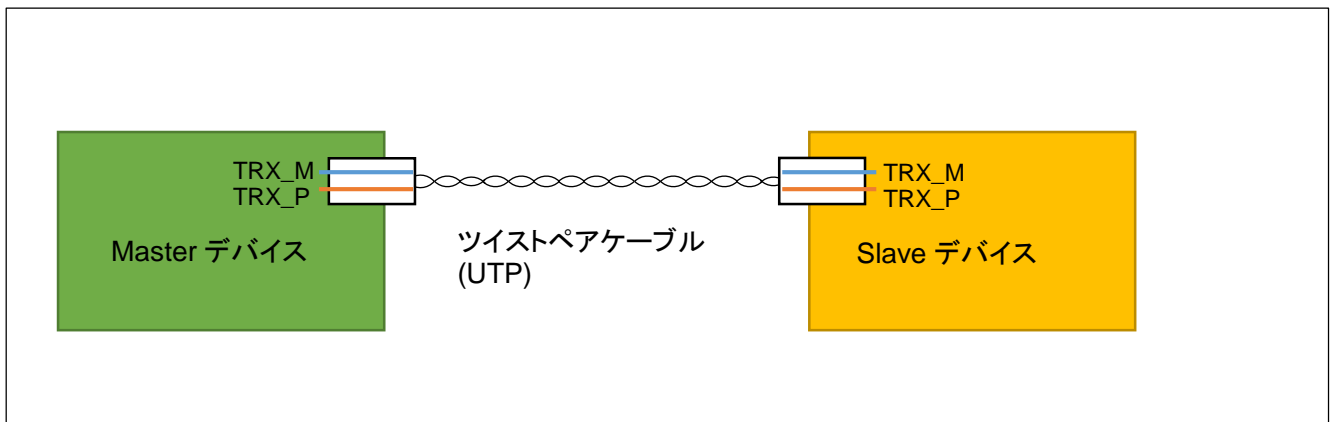 TRX_M
TRX_P
Master デバイス
ツイストペアケーブル
(UTP)
TRX_M
TRX_P
Slave デバイス